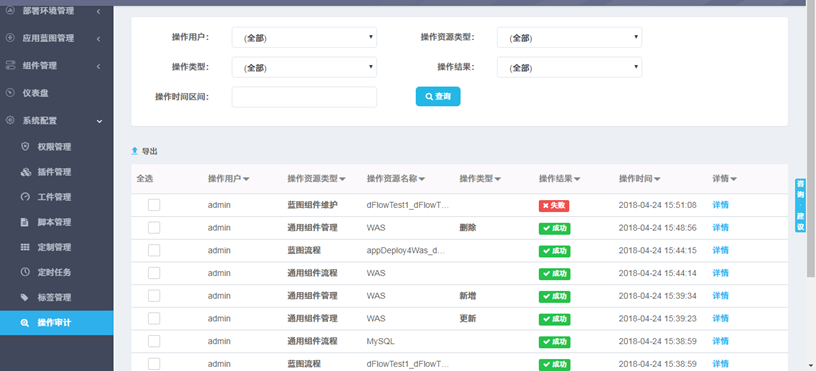 部署环境管理
应用蓝图管理
组件管理
仪表盘
系统配置
权限管理
插件管理
工件管理
脚本管理
定制管理
定时任务
标签管理
操作审计
操作用户： (全部) 操作资源类型： (全部)
操作类型： (全部) 操作结果： (全部)
操作时间区间： 查询
导出
全选 操作用户 操作资源类型 操作资源名称 操作类型 操作结果 操作时间 详情
admin 蓝图组件维护 dFlowTest1_dFlowT... 失败 2018-04-24 15:51:08 详情
admin 通用组件管理 WAS 删除 成功 2018-04-24 15:48:56 详情
admin 蓝图流程 appDeploy4Was_d... 成功 2018-04-24 15:44:15 详情
admin 通用组件流程 WAS 成功 2018-04-24 15:44:14 详情
admin 通用组件管理 WAS 新增 成功 2018-04-24 15:39:34 详情
admin 通用组件管理 WAS 更新 成功 2018-04-24 15:39:23 详情
admin 通用组件流程 MySQL 成功 2018-04-24 15:38:59 详情
admin 蓝图流程 dFlowTest1_dFlowT... 成功 2018-04-24 15:38:59 详情
咨询·建议